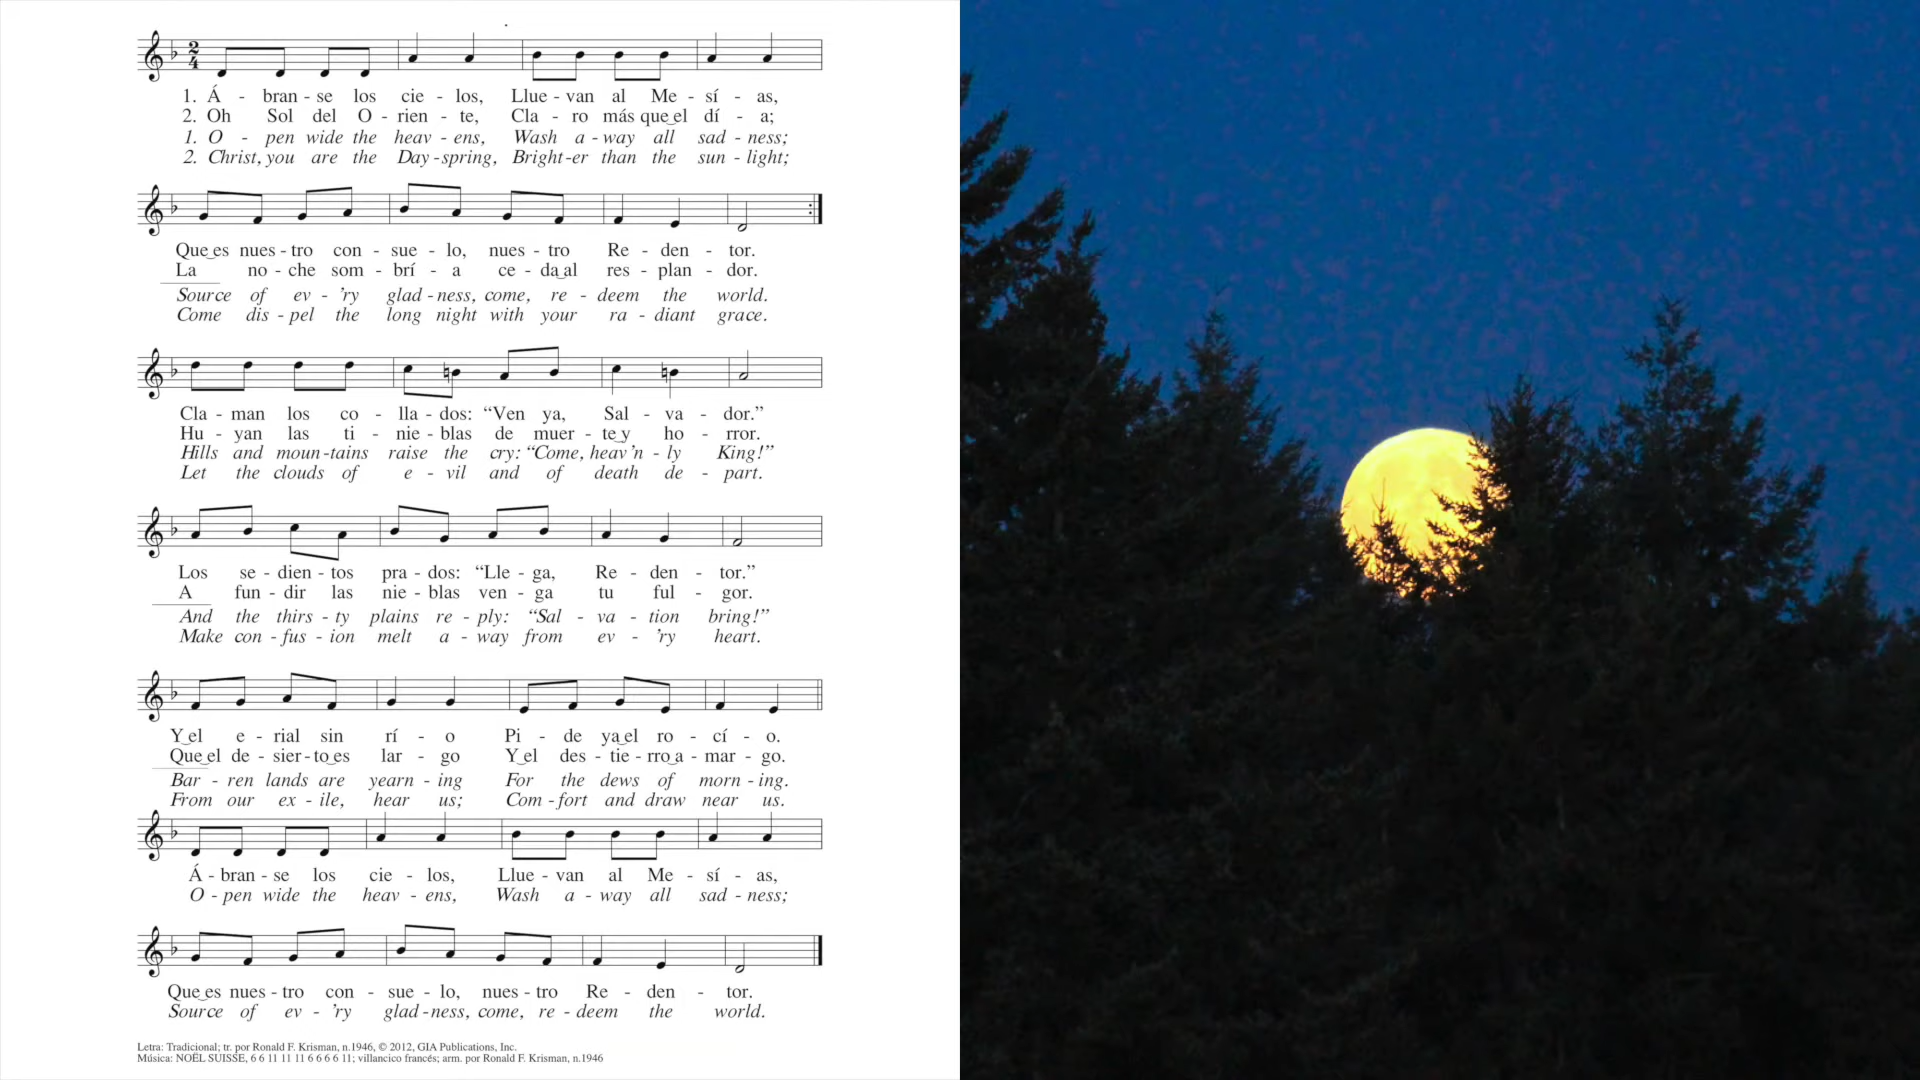 1. Á - bran - se los cie - los, Llue - van al Me - sí - as,
2. Oh Sol del O - rien - te, Cla - ro más que‿el dí - a;
1. O - pen wide the heav - ens, Wash a - way all sad - ness;
2. Christ, you are the Day - spring, Bright - er than the sun - light;
Que‿es nues - tro con - sue - lo, nues - tro Re - den - tor.
La no - che som - brí - a ce - da‿al res - plan - dor.
Source of ev - 'ry glad - ness, come, re - deem the world.
Come dis - pel the long night with your ra - diant grace.
Cla - man los co - lla - dos: “Ven ya, Sal - va - dor.”
Hu - yan las ti - nie - blas de muer - te‿y ho - rror.
Hills and moun - tains raise the cry: “Come, heav'n - ly King!”
Let the clouds of e - vil and of death de - part.
Los se - dien - tos pra - dos: “Lle - ga, Re - den - tor.”
A fun - dir las nie - blas ven - ga tu ful - gor.
And the thirs - ty plains re - ply: “Sal - va - tion bring!”
Make con - fus - ion melt a - way from ev - 'ry heart.
Y‿el e - rial sin rí - o Pi - de ya‿el ro - cí - o.
Que‿el de - sier - to‿es lar - go Y‿el des - tie - rro‿a - mar - go.
Bar - ren lands are yearn - ing For the dews of morn - ing.
From our ex - ile, hear us; Com - fort and draw near us.
Á - bran - se los cie - los, Llue - van al Me - sí - as,
O - pen wide the heav - ens, Wash a - way all sad - ness;
Que‿es nues - tro con - sue - lo, nues - tro Re - den - tor.
Source of ev - 'ry glad - ness, come, re - deem the world.
Letra: Tradicional; tr. por Ronald F. Krisman, n.1946, © 2012, GIA Publications, Inc.
Música: NOËL SUISSE, 6 6 11 11 11 6 6 6 6 11; villancico francés; arm. por Ronald F. Krisman, n.1946